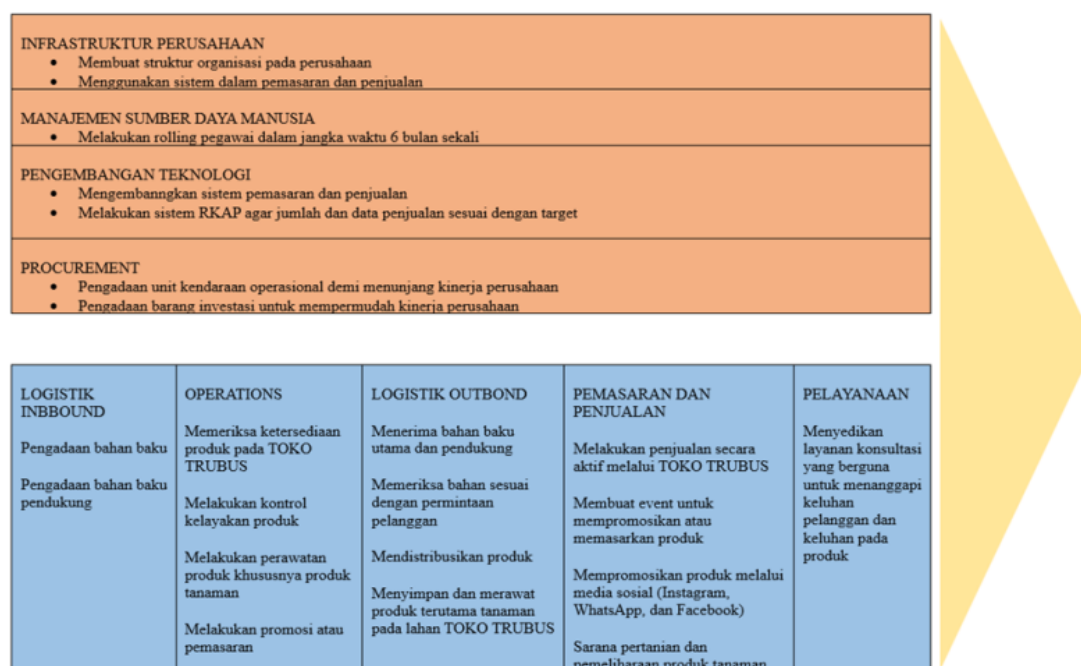 INFRASTRUKTUR PERUSAHAAN
• Membuat struktur organisasi pada perusahaan
• Menggunakan sistem dalam pemasaran dan penjualan
MANAJEMEN SUMBER DAYA MANUSIA
• Melakukan rolling pegawai dalam jangka waktu 6 bulan sekali
PENGEMBANGAN TEKNOLOGI
• Mengembanngkan sistem pemasaran dan penjualan
• Melakukan sistem RKAP agar jumlah dan data penjualan sesuai dengan target
PROCUREMENT
• Pengadaan unit kendaraan operasional demi menunjang kinerja perusahaan
• Pengadaan barang investasi untuk mempermudah kinerja perusahaan
LOGISTIK
INBBOUND
Pengadaan bahan baku
Pengadaan bahan baku
pendukung
OPERATIONS
Memeriksa ketersediaan
produk pada TOKO
TRUBUS
Melakukan kontrol
kelayakan produk
Melakukan perawatan
produk khususnya produk
tanaman
Melakukan promosi atau
pemasaran
LOGISTIK OUTBOND
Menerima bahan baku
utama dan pendukung
Memeriksa bahan sesuai
dengan permintaan
pelanggan
Mendistribusikan produk
Menyimpan dan merawat
produk terutama tanaman
pada lahan TOKO TRUBUS
PEMASARAN DAN
PENJUALAN
Melakukan penjualan secara
aktif melalui TOKO TRUBUS
Membuat event untuk
mempromosikan atau
memasarkan produk
Mempromosikan produk melalui
media sosial (Instagram,
WhatsApp, dan Facebook)
Sarana pertanian dan
pemeliharaan produk tanaman
PELAYANAAN
Menyedikan
layanan konsultasi
yang berguna
untuk menanggapi
keluhan
pelanggan dan
keluhan pada
produk